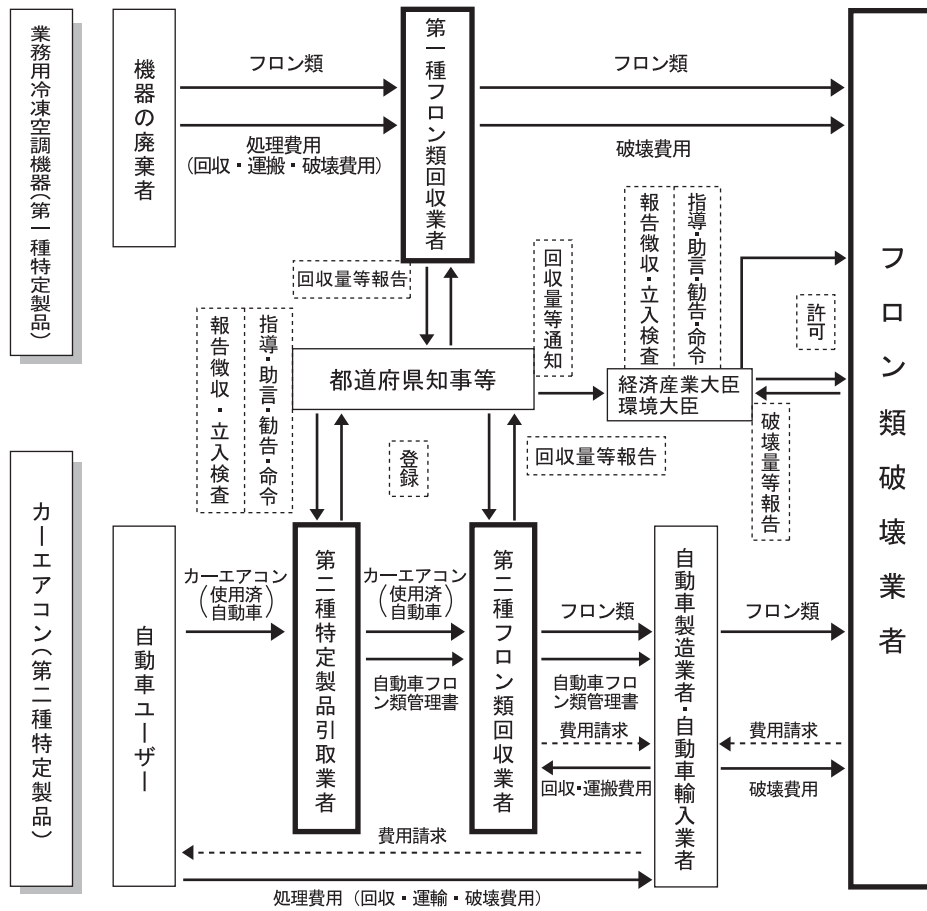 業務用冷凍空調機器（第一種特定製品）
機器の廃棄者
フロン類
処理費用
（回収・運搬・破壊費用）
第一種フロン類回収業者
フロン類
破壊費用
フロン類破壊業者
回収量等報告
回収量等通知
報告徴収・立入検査
指導・助言・勧告・命令
許可
報告徴収・立入検査
指導・助言・勧告・命令
都道府県知事等
経済産業大臣
環境大臣
登録
回収量等報告
破壊量等報告
カーエアコン（第二種特定製品）
自動車ユーザー
カーエアコン
（使用済
自動車）
第二種特定製品引取業者
カーエアコン
（使用済
自動車）
自動車フロ
ン類管理書
第二種フロン類回収業者
フロン類
自動車フロ
ン類管理書
費用請求
回収・運搬費用
自動車製造業者・自動車輸入業者
フロン類
費用請求
破壊費用
費用請求
処理費用（回収・運輸・破壊費用）